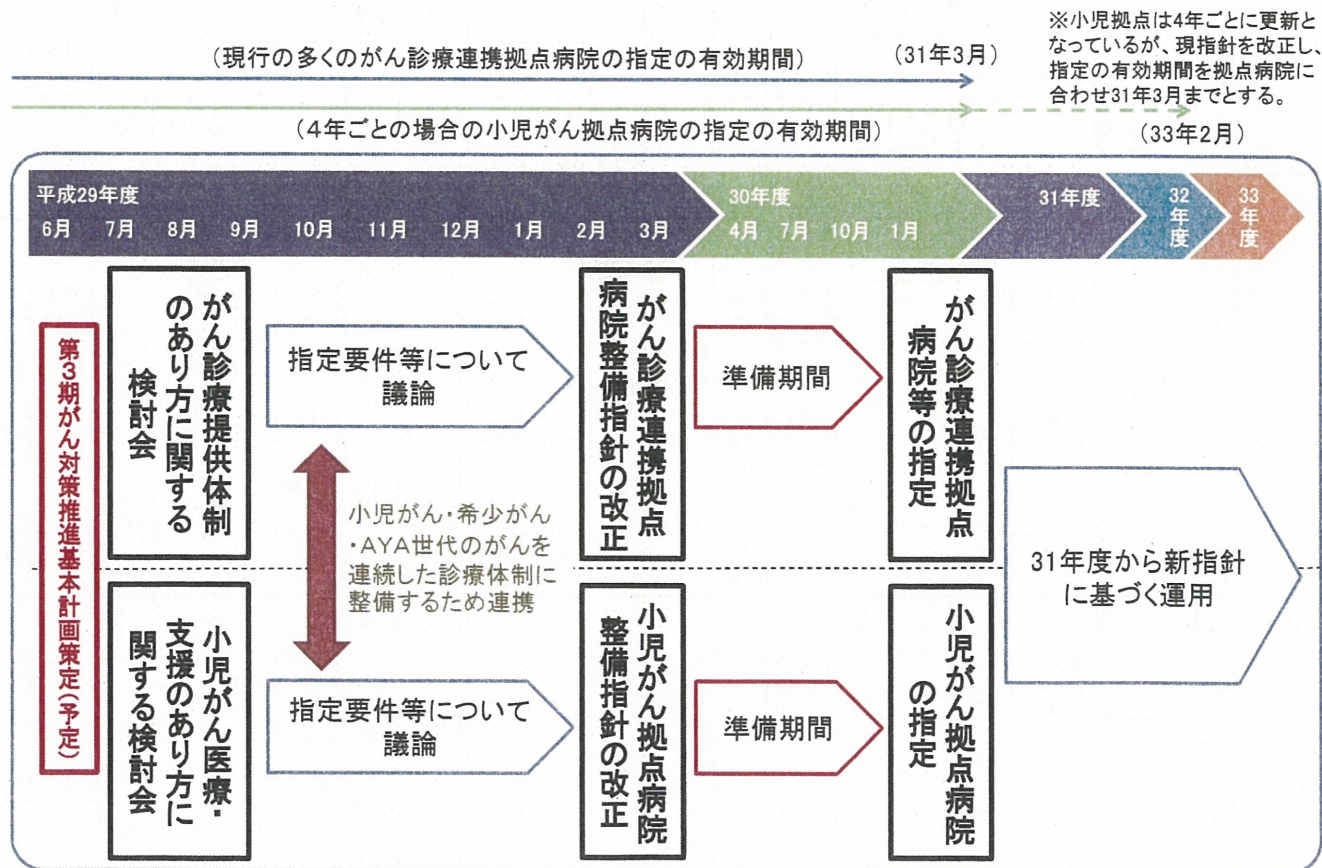 ※小児拠点は4年ごとに更新と
なっているが、現指針を改正し、
指定の有効期間を拠点病院に
合わせ31年3月までとする。
(現行の多くのがん診療連携拠点病院の指定の有効期間)
(31年3月)
(4年ごとの場合の小児がん拠点病院の指定の有効期間)
(33年2月)
平成29年度
30年度
31年度
32年度
33年度
6月 7月 8月 9月 10月 11月 12月 1月 2月 3月 4月 7月 10月 1月
第3期がん対策推進基本計画策定(予定)
がん診療提供体制
のあり方に関する
検討会
指定要件等について
議論
がん診療連携拠点
病院整備指針の改正
準備期間
がん診療連携拠点
病院等の指定
小児がん・希少がん
・AYA世代のがんを
連続した診療体制に
整備するため連携
31年度から新指針
に基づく運用
小児がん医療・
支援のあり方に
関する検討会
指定要件等について
議論
小児がん拠点病院
整備指針の改正
準備期間
小児がん拠点病院
の指定